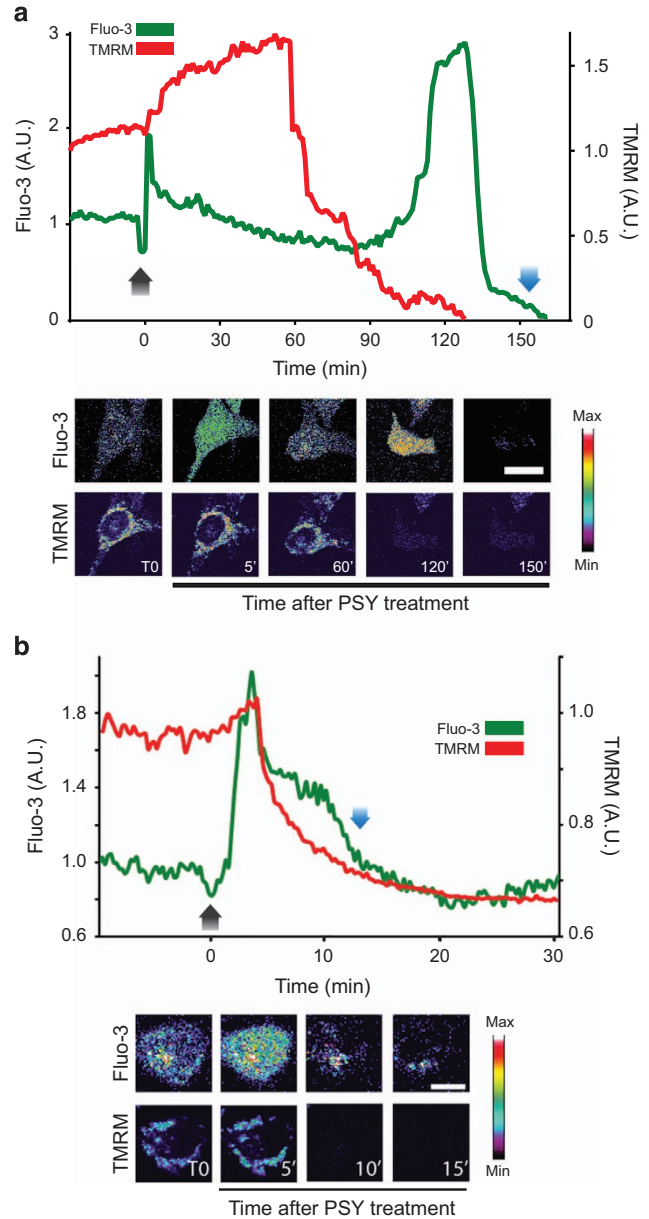 a
Fluo-3
TMRM
3
2
1
0
Fluo-3 (A.U.)
1.5
1.0
0.5
0
TMRM (A.U.)
0 30 60 90 120 150
Time (min)
Fluo-3
TMRM
T0 5' 60' 120' 150'
Max
Min
Time after PSY treatment
b
Fluo-3
TMRM
1.8
1.4
1.0
0.6
Fluo-3 (A.U.)
1.0
0.8
0.6
TMRM (A.U.)
0 10 20 30
Time (min)
Fluo-3
TMRM
T0 5' 10' 15'
Max
Min
Time after PSY treatment